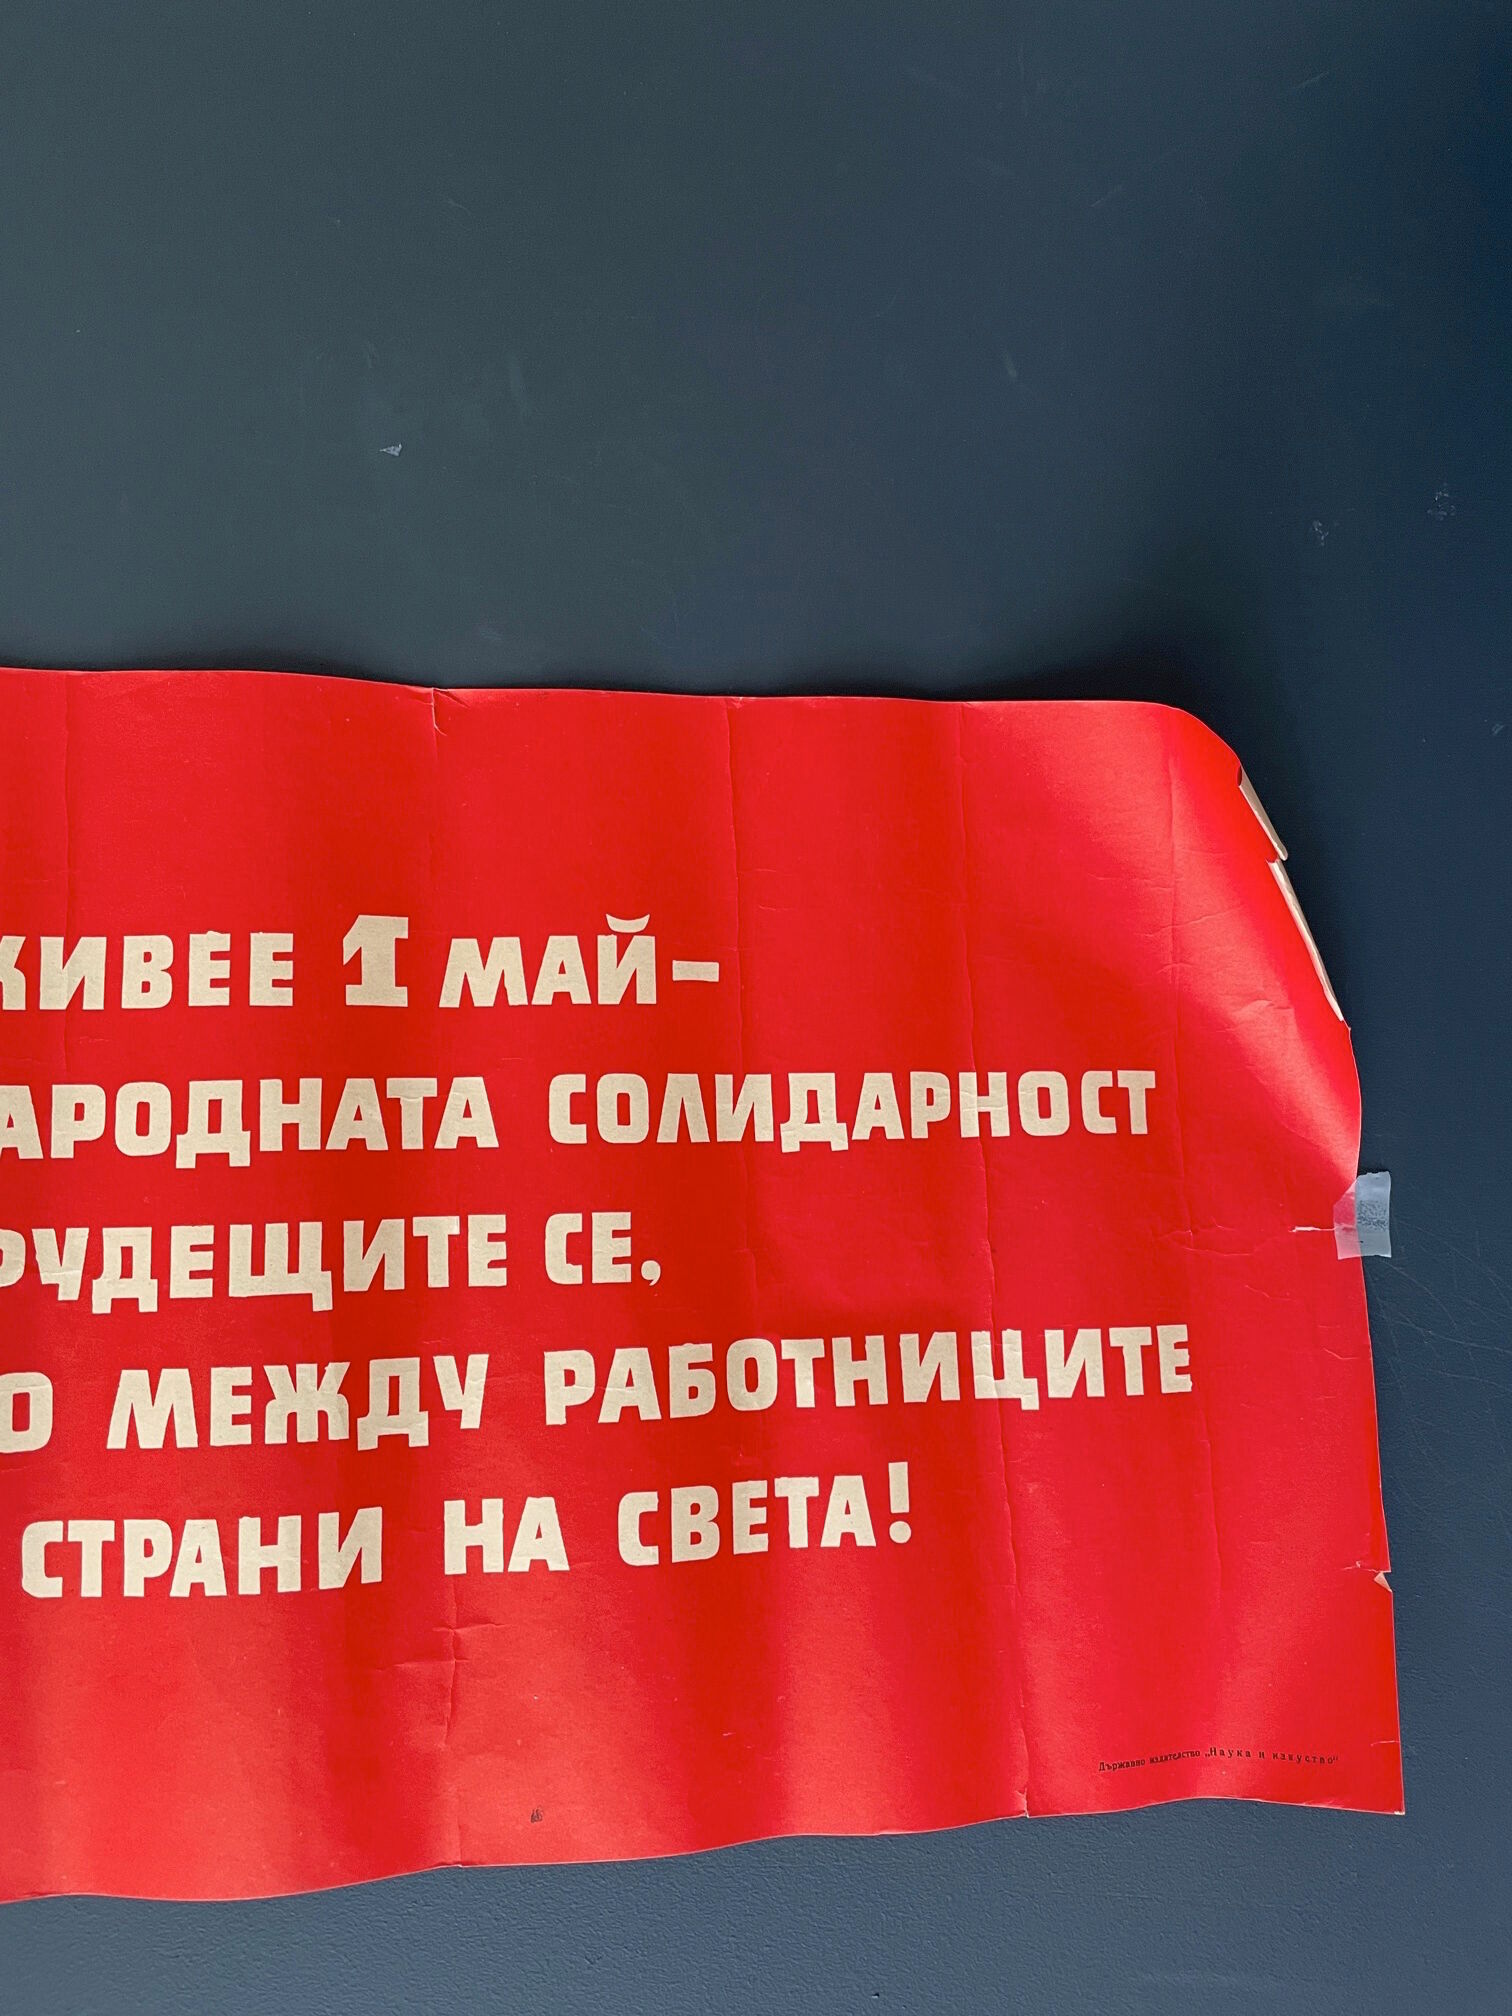 ЖИВЕЕ 1 МАЙ–
АРОДНАТА СОЛИДАРНОСТ
РУДЕЩИТЕ СЕ,
О МЕЖДУ РАБОТНИЦИТЕ
СТРАНИ НА СВЕТА!
Държавно издателство „Наука и изкуство“